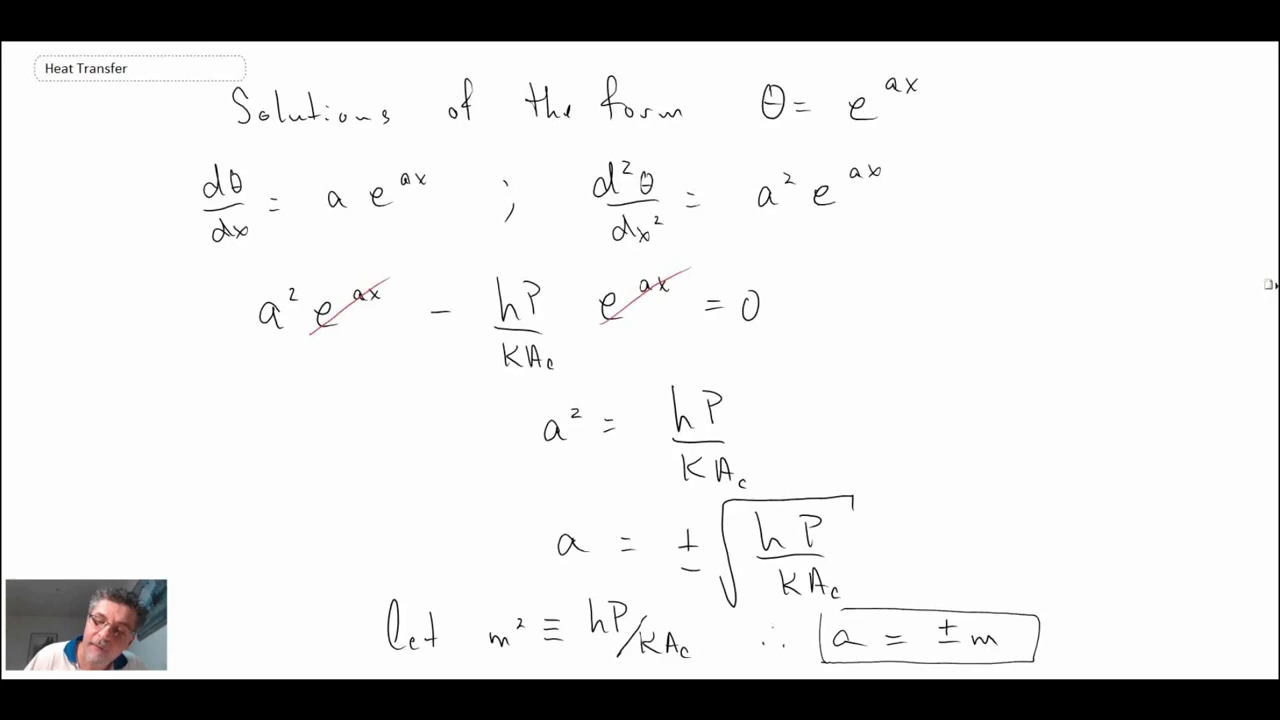 Heat Transfer
Solutions of the form θ = e^{ax}
dθ/dx = a e^{ax} ; d²θ/dx² = a² e^{ax}
a² e^{ax} - hP/KA_c e^{ax} = 0
a² = hP/KA_c
a = ± √(hP/KA_c)
let m² ≡ hP/KA_c ∴ a = ± m